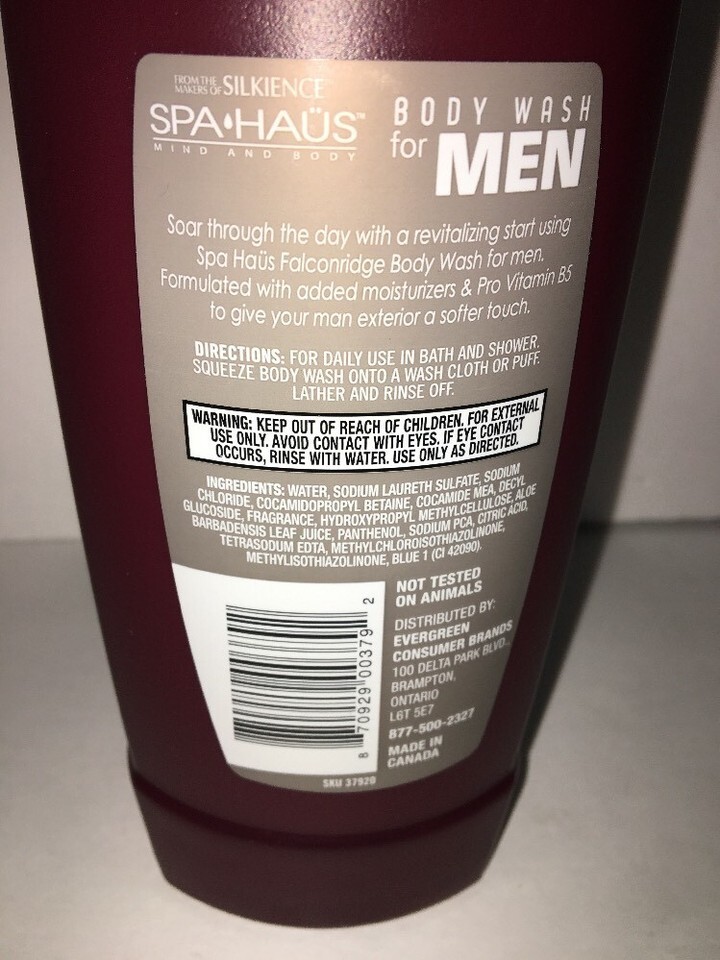 FROM THE
MAKERS OF SILKIENCE
SPA•HAÜS™
MIND AND BODY
BODY WASH
for MEN
Soar through the day with a revitalizing start using
Spa Haüs Falconridge Body Wash for men.
Formulated with added moisturizers & Pro Vitamin B5
to give your man exterior a softer touch.
DIRECTIONS: FOR DAILY USE IN BATH AND SHOWER.
SQUEEZE BODY WASH ONTO A WASH CLOTH OR PUFF.
LATHER AND RINSE OFF.
WARNING: KEEP OUT OF REACH OF CHILDREN. FOR EXTERNAL
USE ONLY. AVOID CONTACT WITH EYES. IF EYE CONTACT
OCCURS, RINSE WITH WATER. USE ONLY AS DIRECTED.
INGREDIENTS: WATER, SODIUM LAURETH SULFATE, SODIUM
CHLORIDE, COCAMIDOPROPYL BETAINE, COCAMIDE MEA, DECYL
GLUCOSIDE, FRAGRANCE, HYDROXYPROPYL METHYLCELLULOSE, ALOE
BARBADENSIS LEAF JUICE, PANTHENOL, SODIUM PCA, CITRIC ACID,
TETRASODIUM EDTA, METHYLCHLOROISOTHIAZOLINONE,
METHYLISOTHIAZOLINONE, BLUE 1 (CI 42090).
8 70929 00379 2
SKU 37920
NOT TESTED
ON ANIMALS
DISTRIBUTED BY:
EVERGREEN
CONSUMER BRANDS
100 DELTA PARK BLVD.,
BRAMPTON,
ONTARIO
L6T 5E7
877-500-2327
MADE IN
CANADA